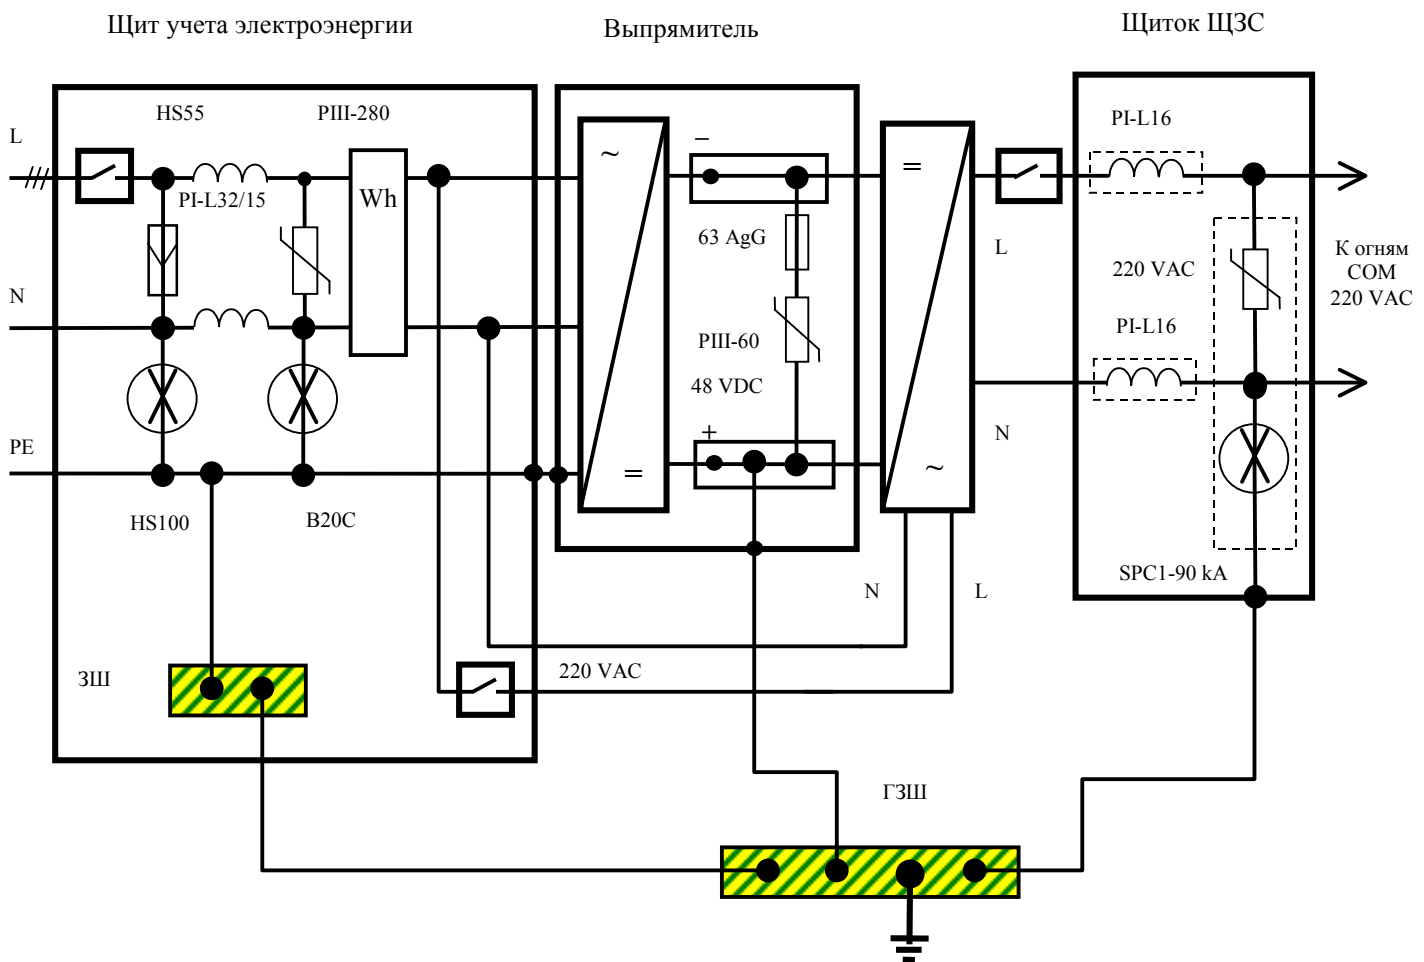 Щит учета электроэнергии
Выпрямитель
Щиток ЩЗС
HS55
PIII-280
PI-L16
L
~
−
=
PI-L32/15
Wh
63 AgG
L
220 VAC
К огням
СОМ
220 VAC
N
PIII-60
PI-L16
48 VDC
PE
+
N
=
~
HS100
B20C
SPC1-90 kA
N
L
ЗШ
220 VAC
ГЗШ